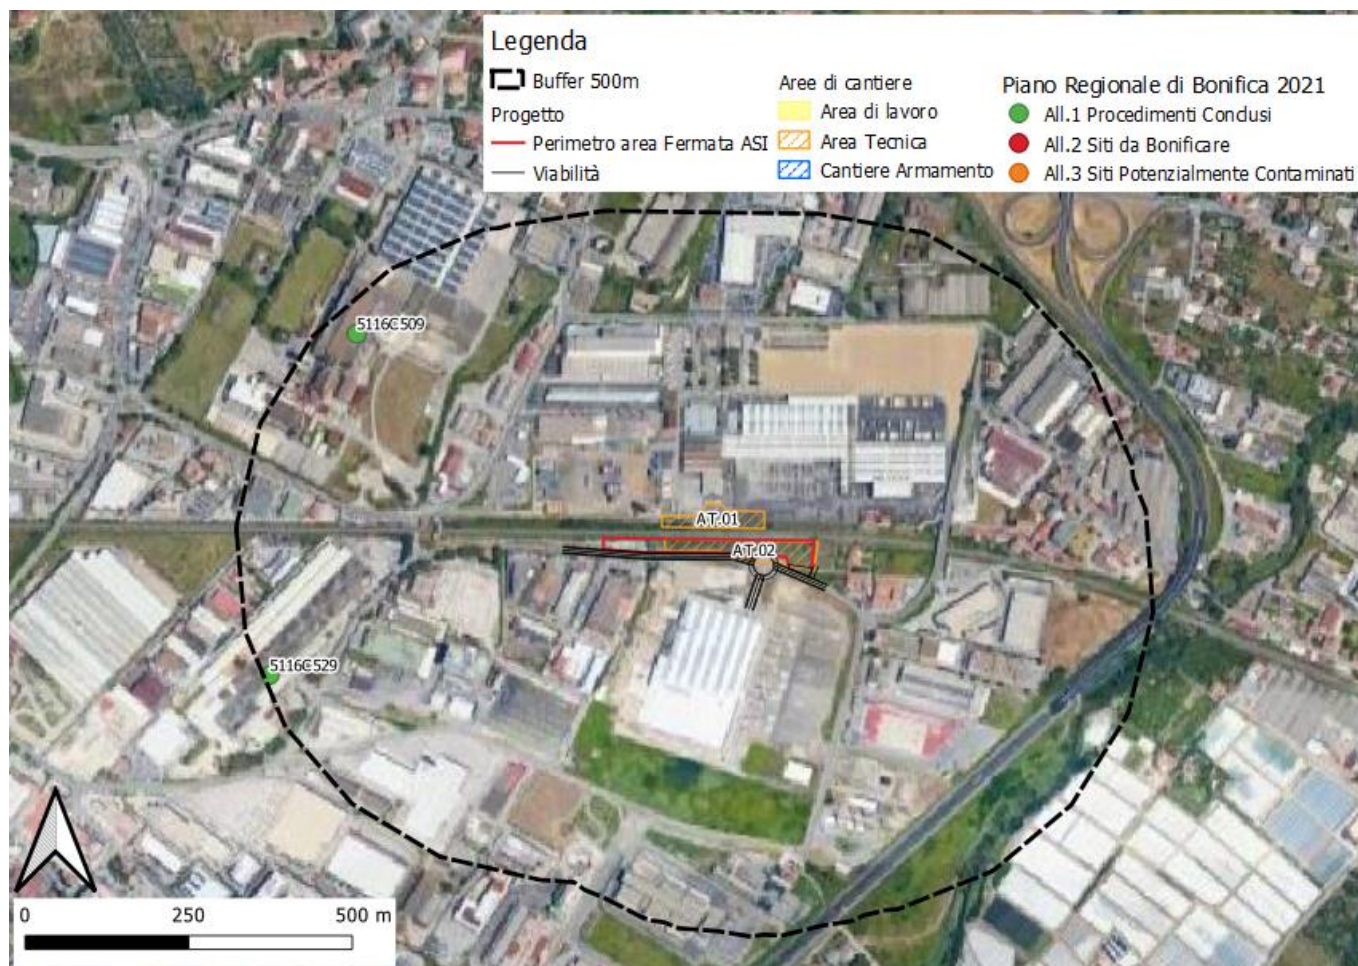 Legenda
Buffer 500m
Progetto
Perimetro area Fermata ASI
Viabilità
Aree di cantiere
Area di lavoro
Area Tecnica
Cantiere Armamento
Piano Regionale di Bonifica 2021
All.1 Procedimenti Conclusi
All.2 Siti da Bonificare
All.3 Siti Potenzialmente Contaminati
5116C509
AT.01
AT.02
5116C529
0 250 500 m